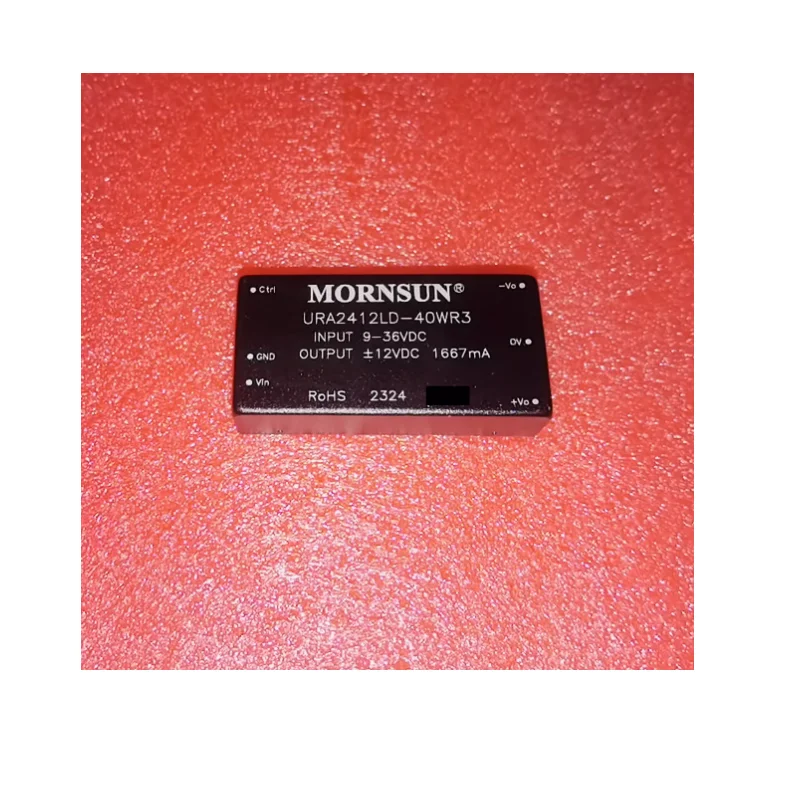 Ctrl
MORNSUN®
-Vo
URA2412LD-40WR3
INPUT 9-36VDC
0V
GND
OUTPUT ±12VDC 1667mA
Vin
RoHS 2324
+Vo